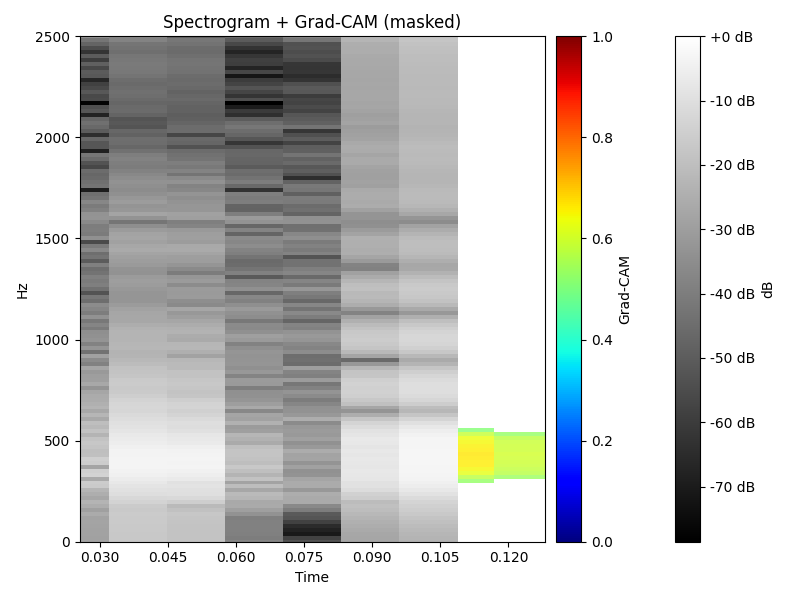 Spectrogram + Grad-CAM (masked)
2500
2000
1500
1000
500
0
Hz
0.030
0.045
0.060
0.075
0.090
0.105
0.120
Time
1.0
0.8
0.6
0.4
0.2
0.0
Grad-CAM
+0 dB
-10 dB
-20 dB
-30 dB
-40 dB
-50 dB
-60 dB
-70 dB
dB